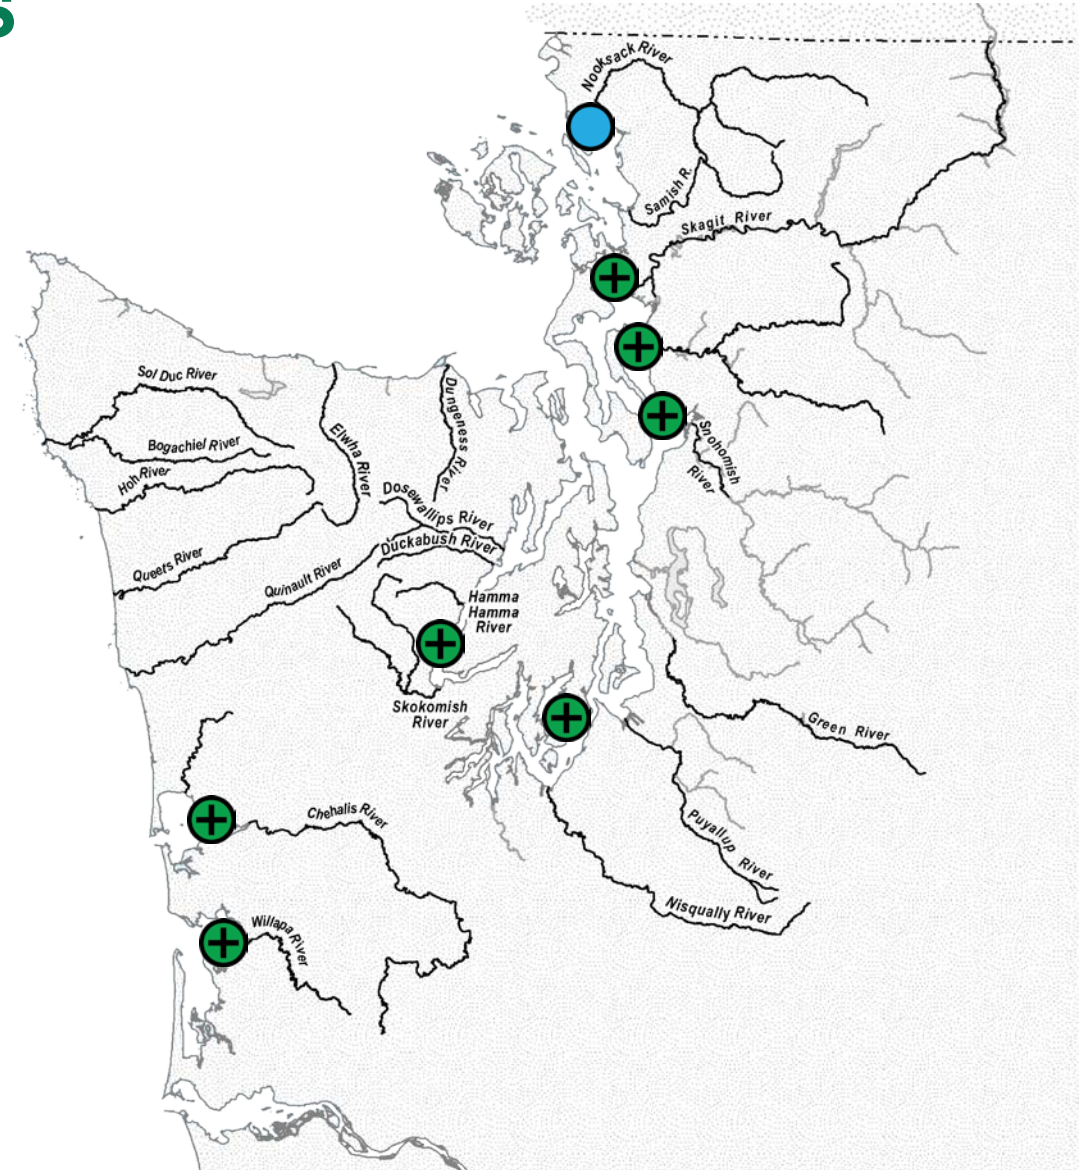 Nooksack River
Samish R.
Skagit River
Sol Duc River
Bogachiel River
Hoh River
Elwha River
Dungeness River
Snohomish
River
Dosewallips River
Duckabush River
Queets River
Quinault River
Hamma
Hamma
River
Skokomish
River
Green River
Chehalis River
Puyallup River
Nisqually River
Willapa River